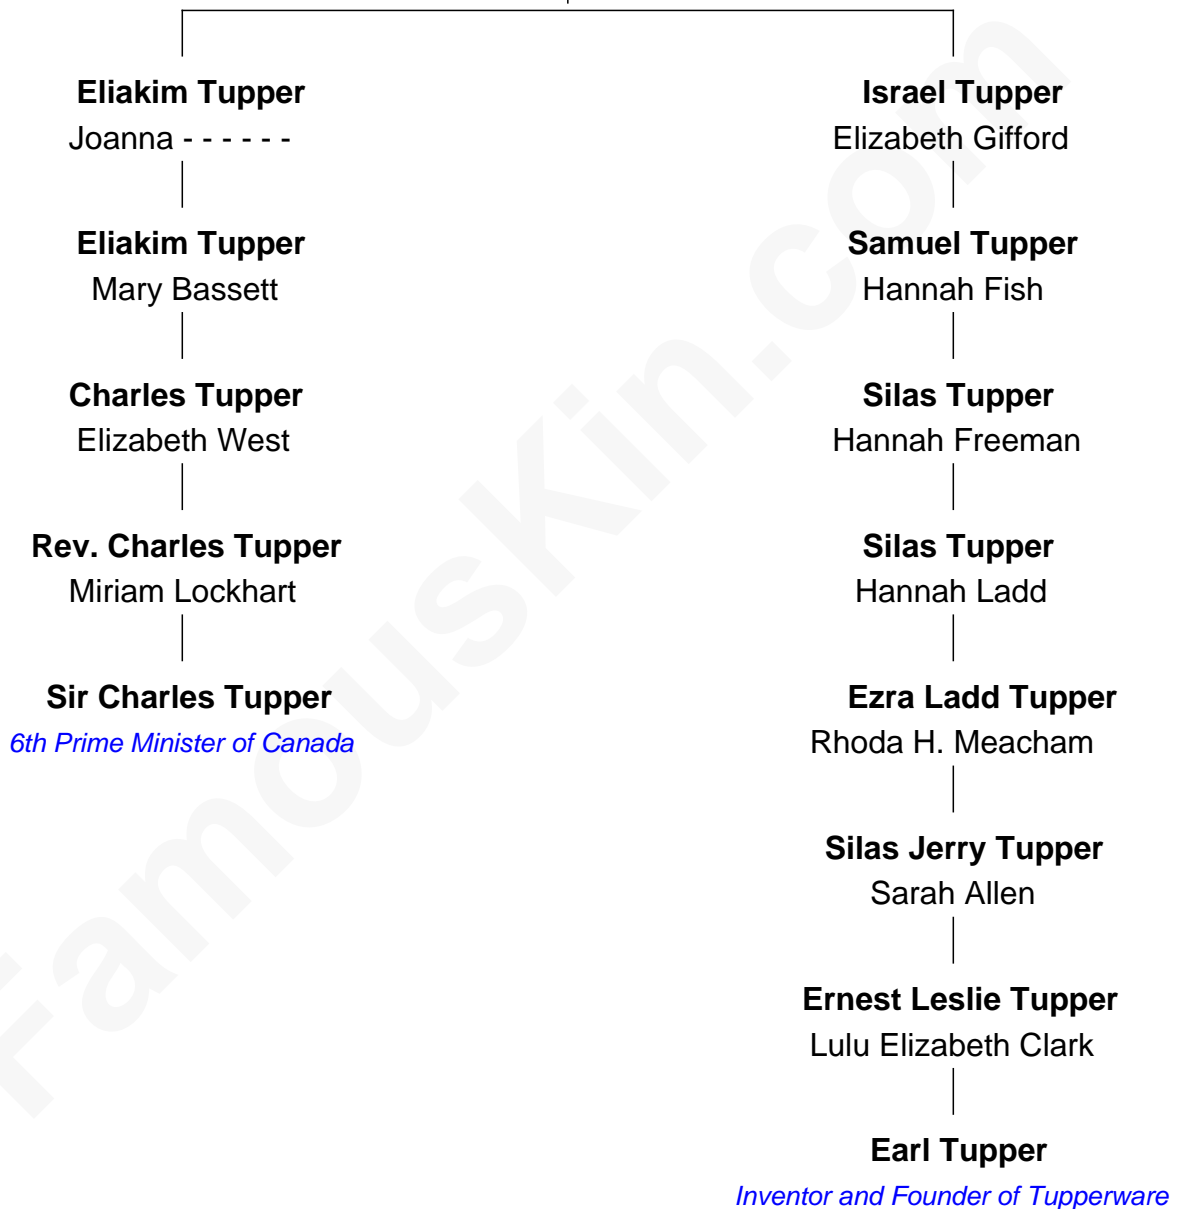 Eliakim Tupper
Joanna - - - - - -
Israel Tupper
Elizabeth Gifford
Eliakim Tupper
Mary Bassett
Samuel Tupper
Hannah Fish
Charles Tupper
Elizabeth West
Silas Tupper
Hannah Freeman
Rev. Charles Tupper
Miriam Lockhart
Silas Tupper
Hannah Ladd
Sir Charles Tupper
6th Prime Minister of Canada
Ezra Ladd Tupper
Rhoda H. Meacham
Silas Jerry Tupper
Sarah Allen
Ernest Leslie Tupper
Lulu Elizabeth Clark
Earl Tupper
Inventor and Founder of Tupperware
FamousKin.com